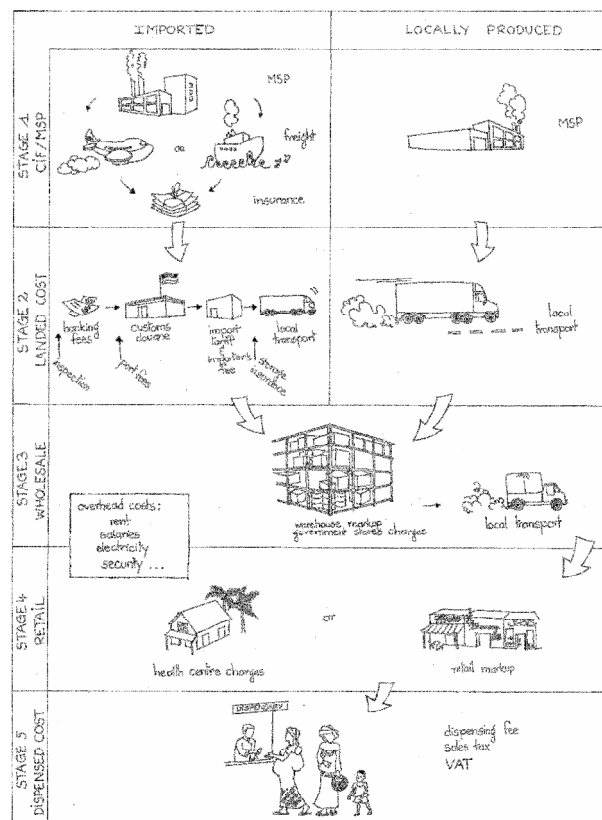 IMPORTED
LOCALLY PRODUCED
STAGE 1
CIF/MSP
MSP
or
freight
insurance
MSP
STAGE 2
LANDED COST
banking
fees
customs
douane
import
tariff
importer's
fee
local
transport
inspection
port fees
storage
insurance
local
transport
STAGE 3
WHOLESALE
overhead costs:
rent
salaries
electricity
security ...
warehouse markup
government stores charges
local transport
STAGE 4
RETAIL
health centre charges
or
retail markup
STAGE 5
DISPENSED COST
DISPENSARY
dispensing fee
sales tax
VAT